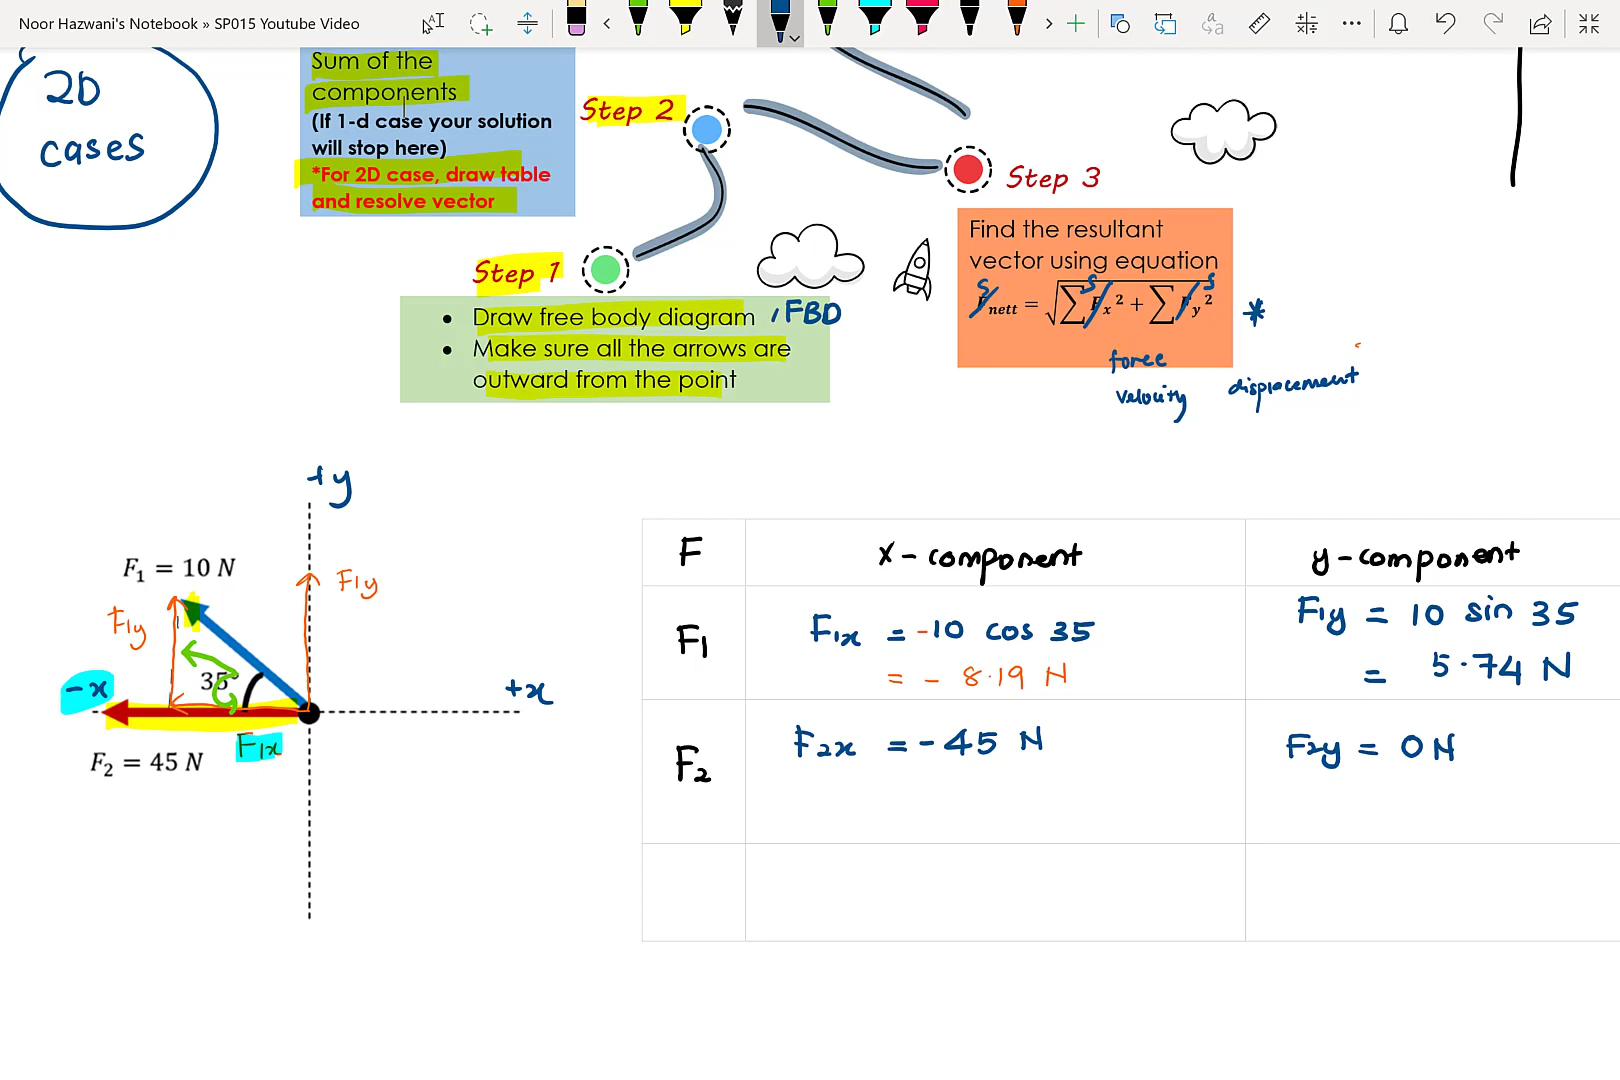 Noor Hazwani's Notebook » SP015 Youtube Video
2D
cases
Sum of the
components
(If 1-d case your solution
will stop here)
*For 2D case, draw table
and resolve vector
Step 2
Step 3
Find the resultant
vector using equation
Fnett = √∑Fx² + ∑Fy²
S S S
*
force
velocity
displacement
Step 1
• Draw free body diagram , FBD
• Make sure all the arrows are
outward from the point
+y
F₁ = 10 N
F1y
F1y
35
-x
+x
F1x
F₂ = 45 N
F x-component y-component
F1 F1x = -10 cos 35 F1y = 10 sin 35
= - 8.19 N = 5.74 N
F2 F2x = -45 N F2y = 0 N